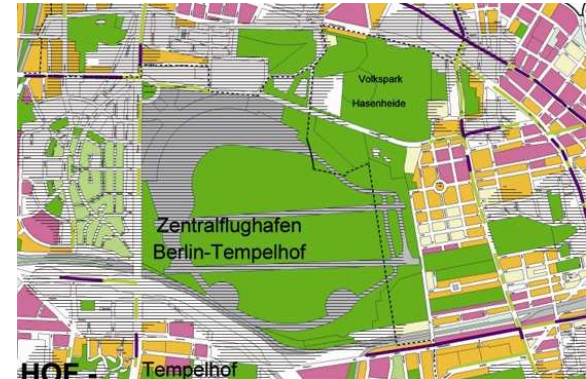 Volkspark
Hasenheide
Zentralflughafen
Berlin-Tempelhof
HOF -
Tempelhof